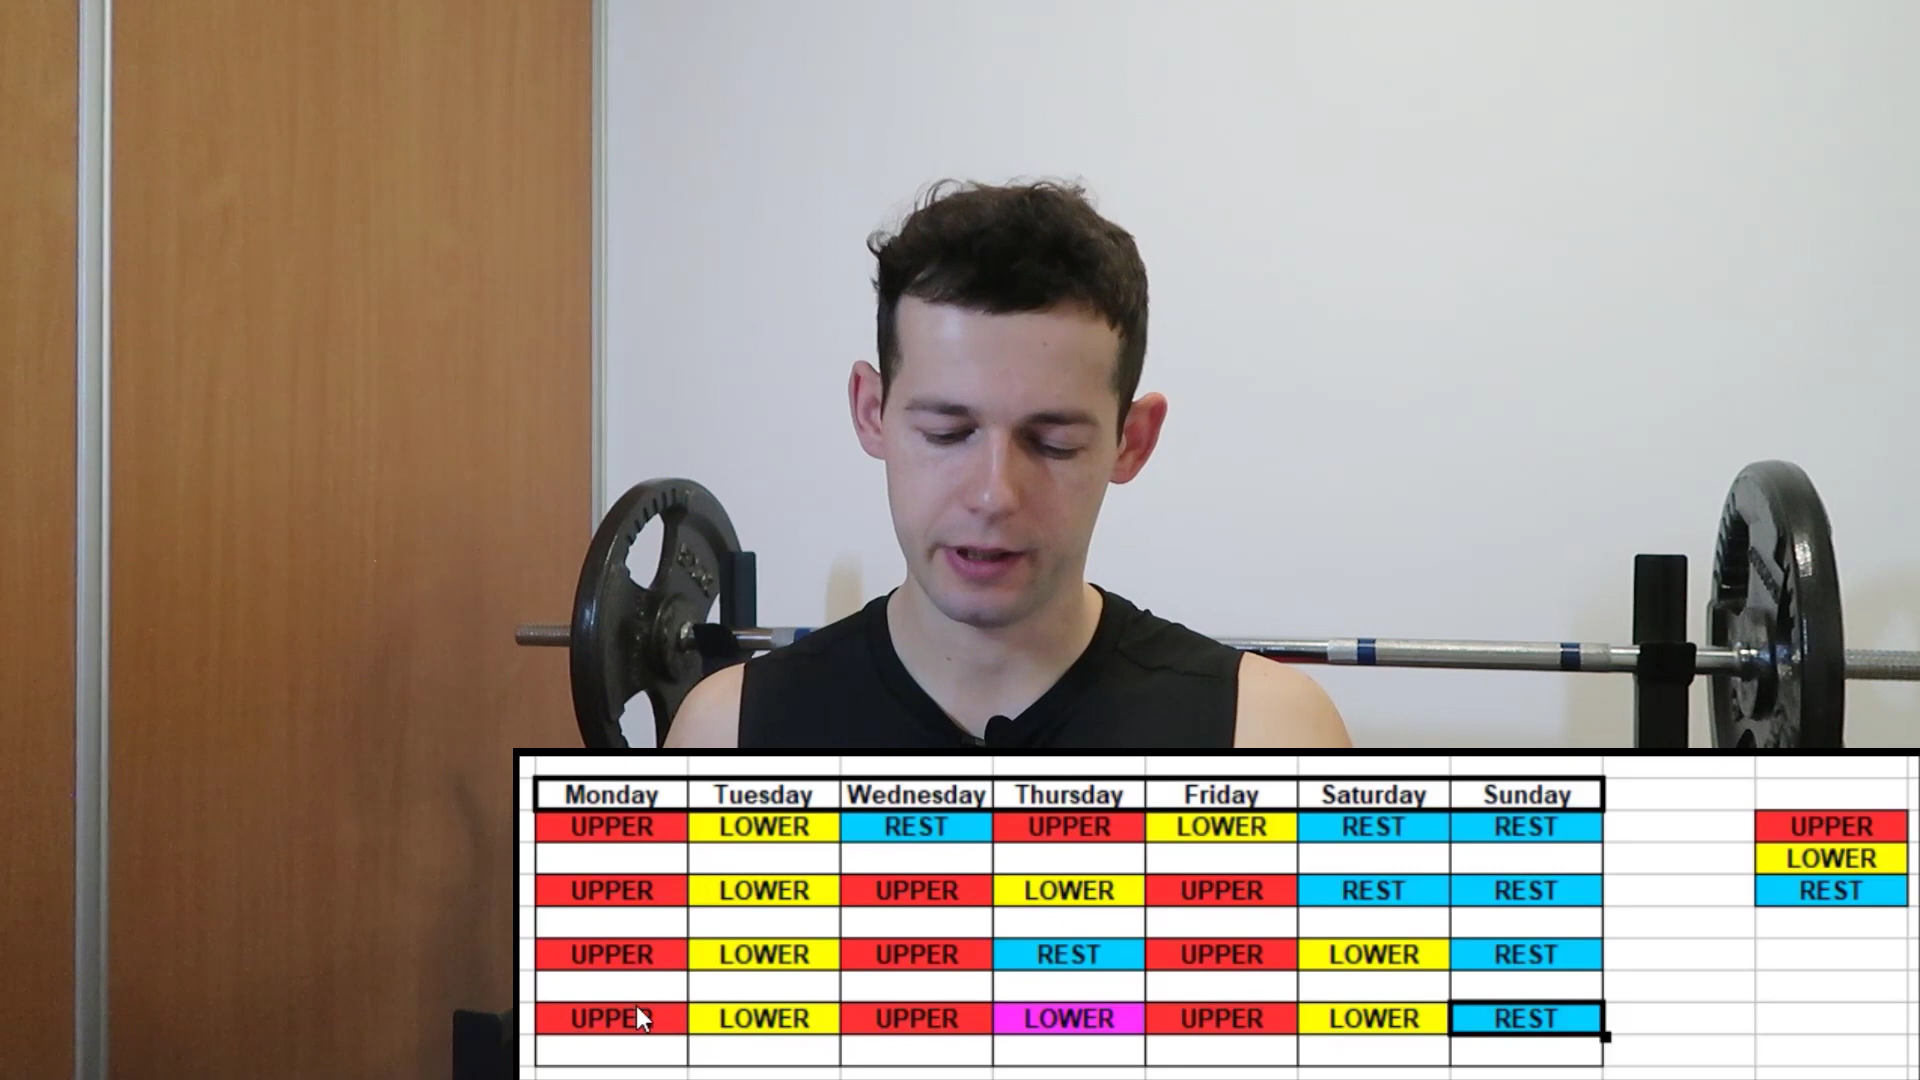 Monday Tuesday Wednesday Thursday Friday Saturday Sunday
UPPER LOWER REST UPPER LOWER REST REST UPPER
LOWER
UPPER LOWER UPPER LOWER UPPER REST REST REST
UPPER LOWER UPPER REST UPPER LOWER REST
UPPER LOWER UPPER LOWER UPPER LOWER REST